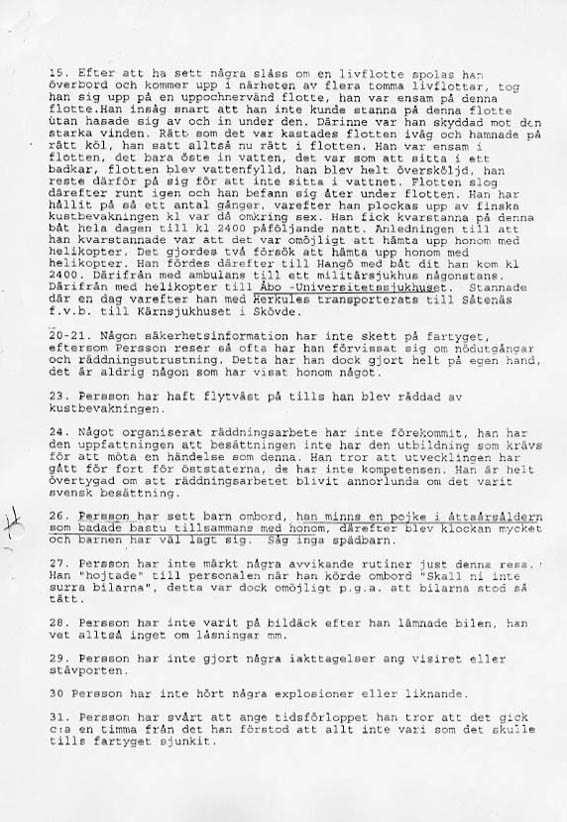 15. Efter att ha sett några slåss om en livflotte spolas han
överbord och kommer upp i närheten av flera tomma livflottar, tog
han sig upp på en uppochnervänd flotte, han var ensam på denna
flotte.Han insåg snart att han inte kunde stanna på denna flotte
utan hasade sig av och in under den. Därinne var han skyddad mot den
starka vinden. Rätt som det var kastades flotten iväg och hamnade på
rätt köl, han satt alltså nu rätt i flotten. Han var ensam i
flotten, det bara öste in vatten, det var som att sitta i ett
badkar, flotten blev vattenfylld, han blev helt översköljd, han
reste därför på sig för att inte sitta i vattnet. Flotten slog
därefter runt igen och han befann sig åter under flotten. Han har
hållit på så ett antal gånger, varefter han plockas upp av finska
kustbevakningen kl var då omkring sex. Han fick kvarstanna på denna
båt hela dagen till kl 2400 påföljande natt. Anledningen till att
han kvarstannade var att det var omöjligt att hämta upp honom med
helikopter. Det gjordes två försök att hämta upp honom med
helikopter. Han fördes därefter till Hangö med båt dit han kom kl
2400. Därifrån med ambulans till ett militärsjukhus någonstans.
Därifrån med helikopter till Åbo -Universitetssjukhuset. Stannade
där en dag varefter han med Herkules transporterats till Såtenäs
f.v.b. till Kärnsjukhuset i Skövde.
20-21. Någon säkerhetsinformation har inte skett på fartyget,
eftersom Persson reser så ofta har han förvissat sig om nödutgångar
och räddningsutrustning. Detta har han dock gjort helt på egen hand,
det är aldrig någon som har visat honom något.
23. Persson har haft flytväst på tills han blev räddad av
kustbevakningen.
24. Något organiserat räddningsarbete har inte förekommit, han har
den uppfattningen att besättningen inte har den utbildning som krävs
för att möta en händelse som denna. Han tror att utvecklingen har
gått för fort för öststaterna, de har inte kompetensen. Han är helt
övertygad om att räddningsarbetet blivit annorlunda om det varit
svensk besättning.
26. Persson har sett barn ombord, han minns en pojke i åttaårsåldern
som badade bastu tillsammans med honom, därefter blev klockan mycket
och barnen har väl lagt sig. Såg inga spädbarn.
27. Persson har inte märkt några avvikande rutiner just denna resa.
Han "hojtade" till personalen när han körde ombord "Skall ni inte
surra bilarna", detta var dock omöjligt p.g.a. att bilarna stod så
tätt.
28. Persson har inte varit på bildäck efter han lämnade bilen, han
vet alltså inget om låsningar mm.
29. Persson har inte gjort några iakttagelser ang visiret eller
stävporten.
30 Persson har inte hört några explosioner eller liknande.
31. Persson har svårt att ange tidsförloppet han tror att det gick
c:a en timma från det han förstod att allt inte vari som det skulle
tills fartyget sjunkit.